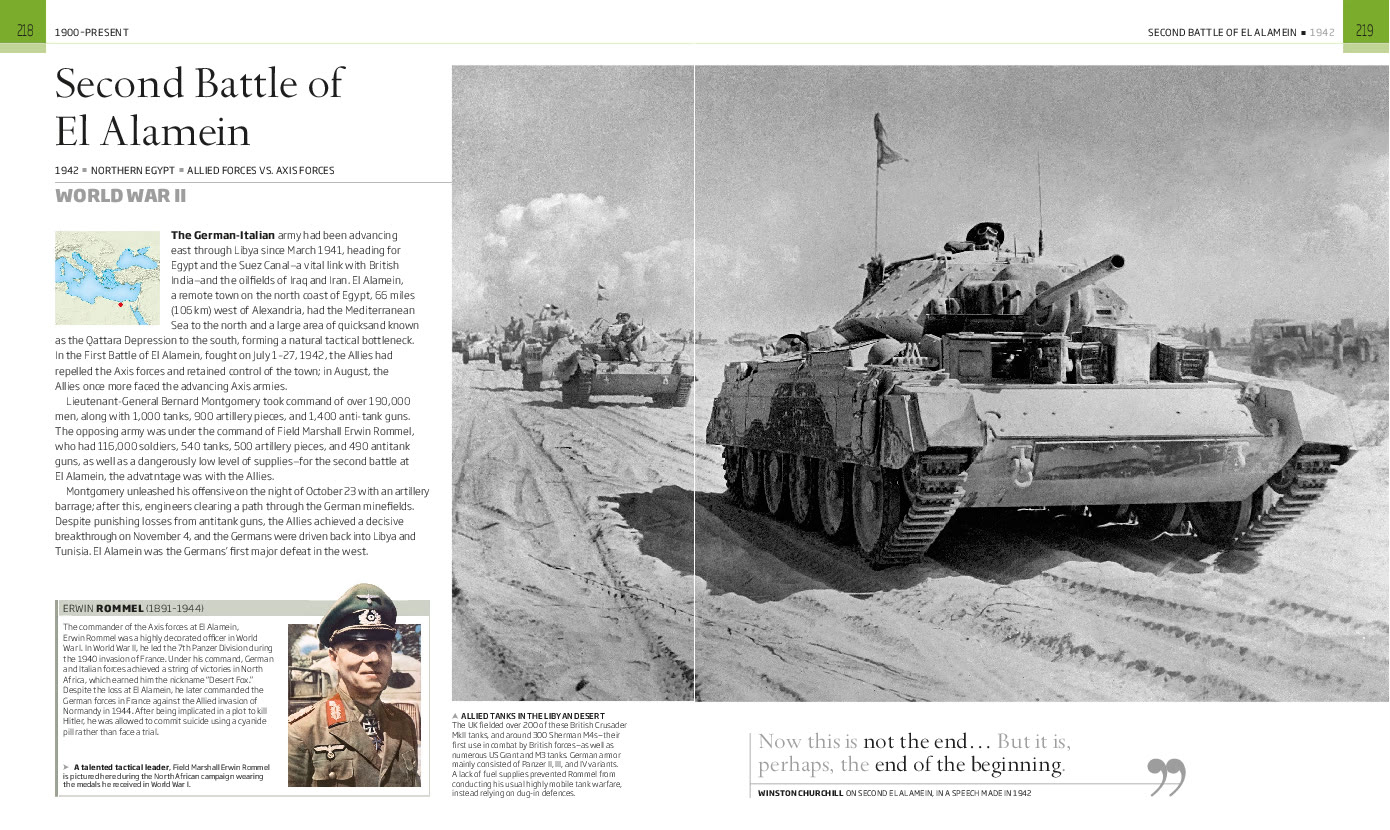 218
1900–PRESENT
SECOND BATTLE OF EL ALAMEIN ■ 1942
219
Second Battle of
El Alamein
1942 ■ NORTHERN EGYPT ■ ALLIED FORCES VS. AXIS FORCES
WORLD WAR II
The German-Italian army had been advancing
east through Libya since March 1941, heading for
Egypt and the Suez Canal—a vital link with British
India—and the oilfields of Iraq and Iran. El Alamein,
a remote town on the north coast of Egypt, 66 miles
(106 km) west of Alexandria, had the Mediterranean
Sea to the north and a large area of quicksand known
as the Qattara Depression to the south, forming a natural tactical bottleneck.
In the First Battle of El Alamein, fought on July 1–27, 1942, the Allies had
repelled the Axis forces and retained control of the town; in August, the
Allies once more faced the advancing Axis armies.
Lieutenant-General Bernard Montgomery took command of over 190,000
men, along with 1,000 tanks, 900 artillery pieces, and 1,400 anti-tank guns.
The opposing army was under the command of Field Marshall Erwin Rommel,
who had 116,000 soldiers, 540 tanks, 500 artillery pieces, and 490 antitank
guns, as well as a dangerously low level of supplies—for the second battle at
El Alamein, the advatntage was with the Allies.
Montgomery unleashed his offensive on the night of October 23 with an artillery
barrage; after this, engineers clearing a path through the German minefields.
Despite punishing losses from antitank guns, the Allies achieved a decisive
breakthrough on November 4, and the Germans were driven back into Libya and
Tunisia. El Alamein was the Germans' first major defeat in the west.
ERWIN ROMMEL (1891–1944)
The commander of the Axis forces at El Alamein,
Erwin Rommel was a highly decorated officer in World
War I. In World War II, he led the 7th Panzer Division during
the 1940 invasion of France. Under his command, German
and Italian forces achieved a string of victories in North
Africa, which earned him the nickname "Desert Fox."
Despite the loss at El Alamein, he later commanded the
German forces in France against the Allied invasion of
Normandy in 1944. After being implicated in a plot to kill
Hitler, he was allowed to commit suicide using a cyanide
pill rather than face a trial.
➤ A talented tactical leader, Field Marshall Erwin Rommel
is pictured here during the North African campaign wearing
the medals he received in World War I.
▲ ALLIED TANKS IN THE LIBYAN DESERT
The UK fielded over 200 of these British Crusader
MkII tanks, and around 300 Sherman M4s—their
first use in combat by British forces—as well as
numerous US Grant and M3 tanks. German armor
mainly consisted of Panzer II, III, and IV variants.
A lack of fuel supplies prevented Rommel from
conducting his usual highly mobile tank warfare,
instead relying on dug-in defences.
Now this is not the end… But it is,
perhaps, the end of the beginning.
”
WINSTON CHURCHILL ON SECOND EL ALAMEIN, IN A SPEECH MADE IN 1942